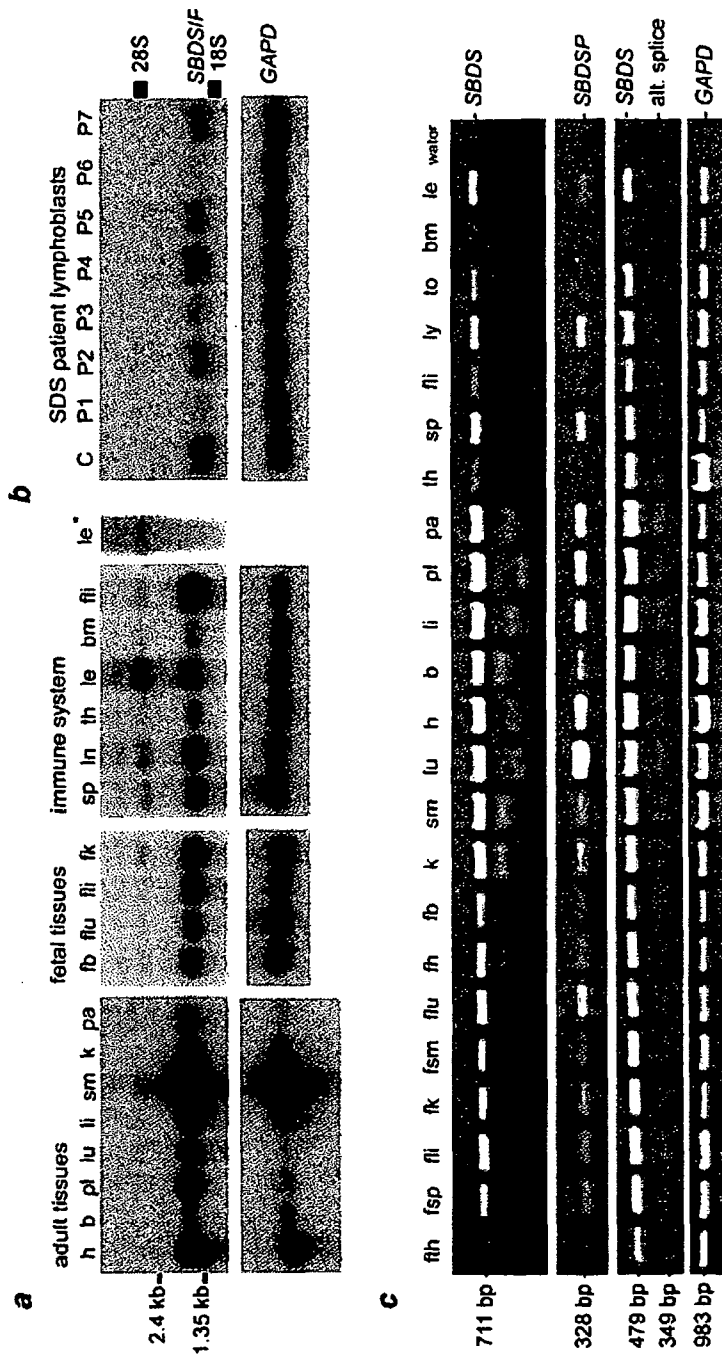 a
adult tissues
h b pl lu li sm k pa
fetal tissues
fb flu fli fk
immune system
sp ln th le bm fli
le*
2.4 kb
1.35 kb
b
SDS patient lymphoblasts
C P1 P2 P3 P4 P5 P6 P7
28S
SBDS/P
18S
GAPD
c
fth fsp fli fk fsm flu fh fb k sm lu h b li pl pa th sp fli ly to bm le water
711 bp
SBDS
328 bp
SBDSP
479 bp
SBDS
349 bp
alt. splice
983 bp
GAPD